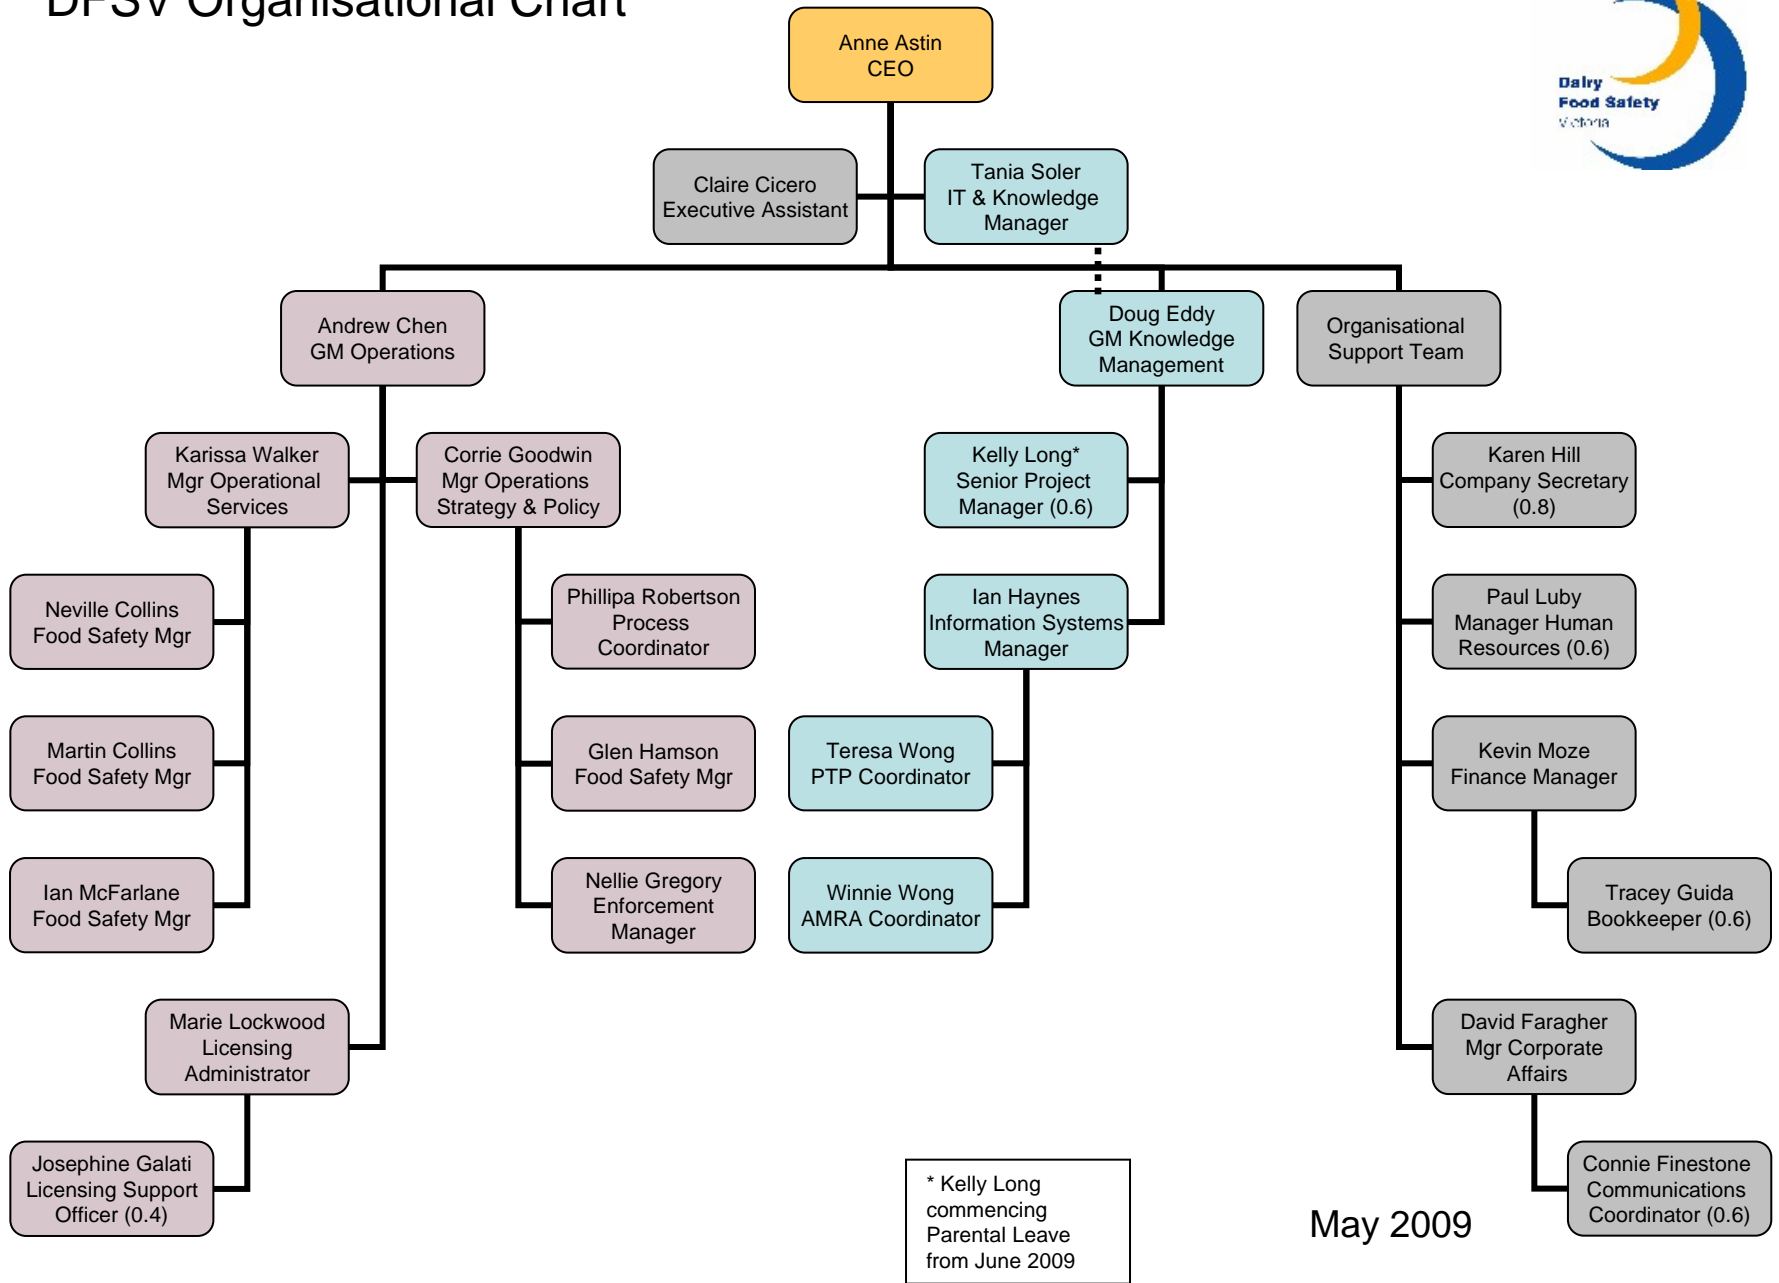 DFSV Organisational Chart
Anne Astin
CEO
Dairy
Food Safety
Victoria
Claire Cicero
Executive Assistant
Tania Soler
IT & Knowledge
Manager
Andrew Chen
GM Operations
Doug Eddy
GM Knowledge
Management
Organisational
Support Team
Karissa Walker
Mgr Operational
Services
Corrie Goodwin
Mgr Operations
Strategy & Policy
Kelly Long*
Senior Project
Manager (0.6)
Karen Hill
Company Secretary
(0.8)
Neville Collins
Food Safety Mgr
Phillipa Robertson
Process
Coordinator
Ian Haynes
Information Systems
Manager
Paul Luby
Manager Human
Resources (0.6)
Martin Collins
Food Safety Mgr
Glen Hamson
Food Safety Mgr
Teresa Wong
PTP Coordinator
Kevin Moze
Finance Manager
Ian McFarlane
Food Safety Mgr
Nellie Gregory
Enforcement
Manager
Winnie Wong
AMRA Coordinator
Tracey Guida
Bookkeeper (0.6)
Marie Lockwood
Licensing
Administrator
David Faragher
Mgr Corporate
Affairs
Josephine Galati
Licensing Support
Officer (0.4)
* Kelly Long
commencing
Parental Leave
from June 2009
May 2009
Connie Finestone
Communications
Coordinator (0.6)